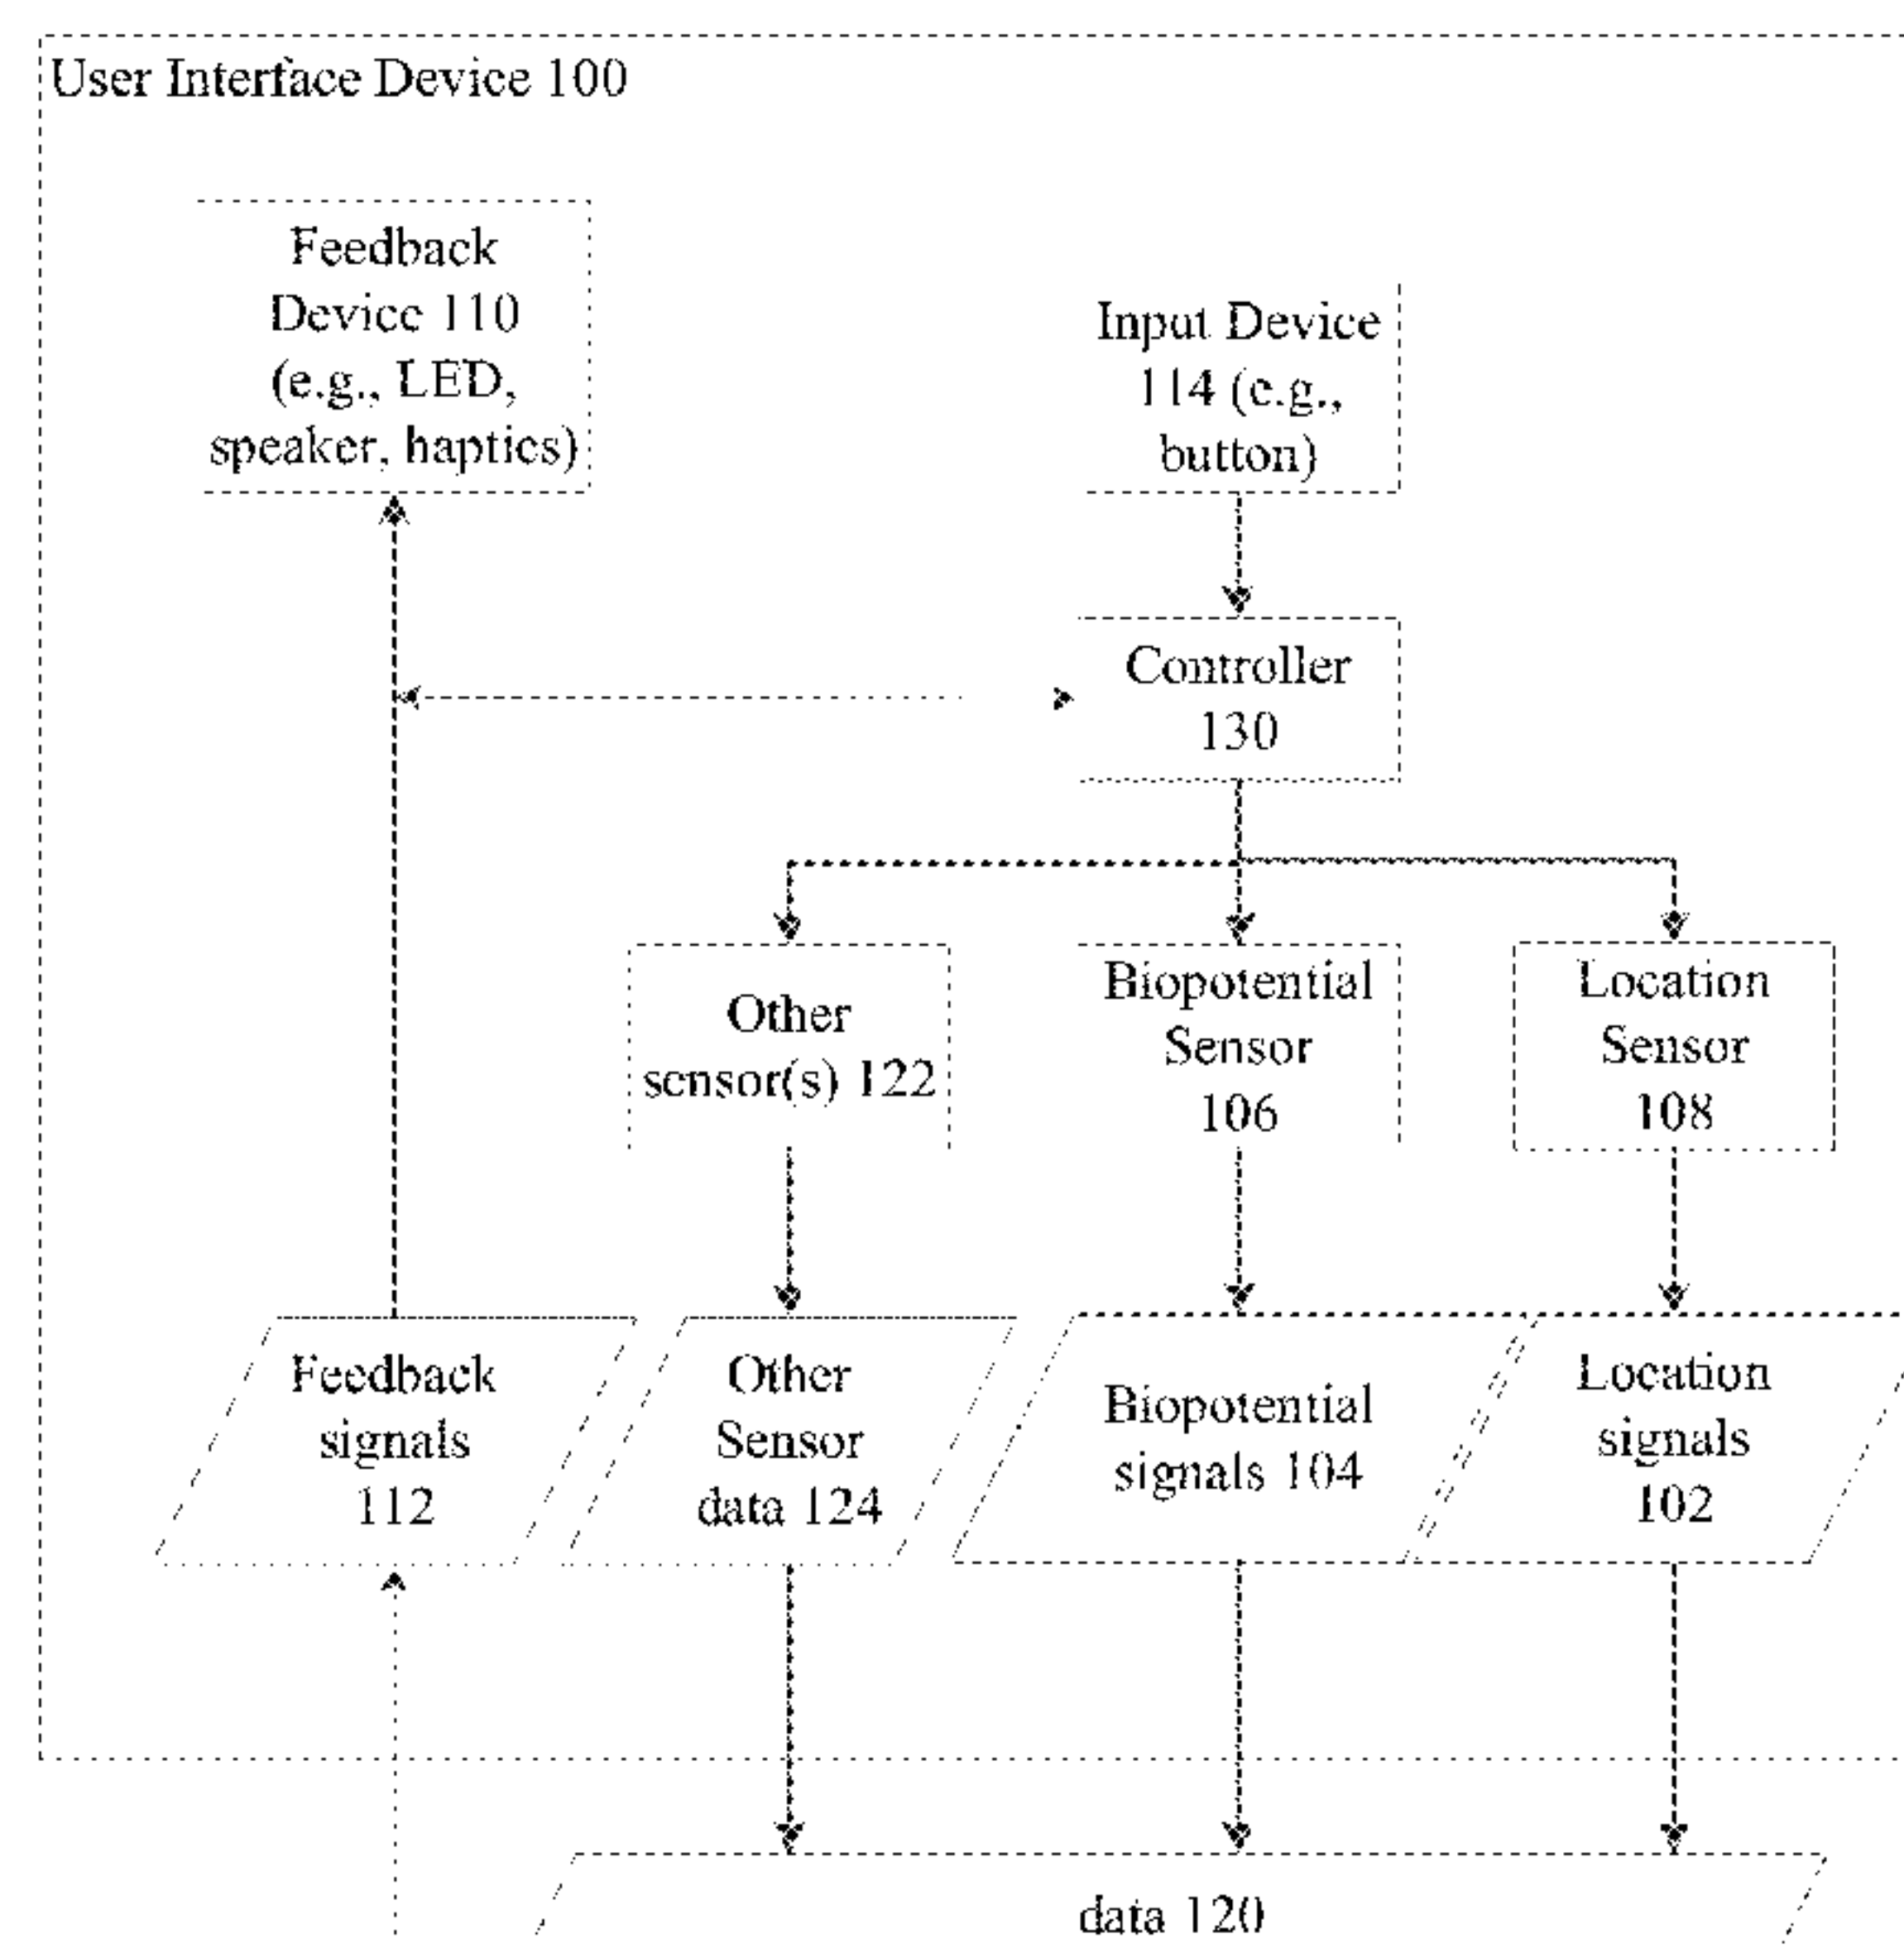 User Interface Device 100
Feedback
Device 110
(e.g., LED,
speaker, haptics)
Input Device
114 (e.g.,
button)
Controller
130
Other
sensor(s) 122
Biopotential
Sensor
106
Location
Sensor
108
Feedback
signals
112
Other
Sensor
data 124
Biopotential
signals 104
Location
signals
102
data 120